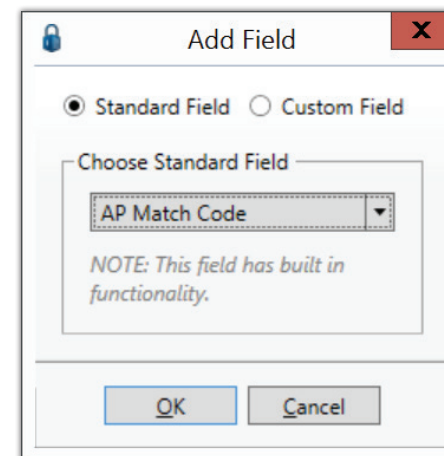 Add Field
X
Standard Field Custom Field
Choose Standard Field
AP Match Code
NOTE: This field has built in
functionality.
OK Cancel